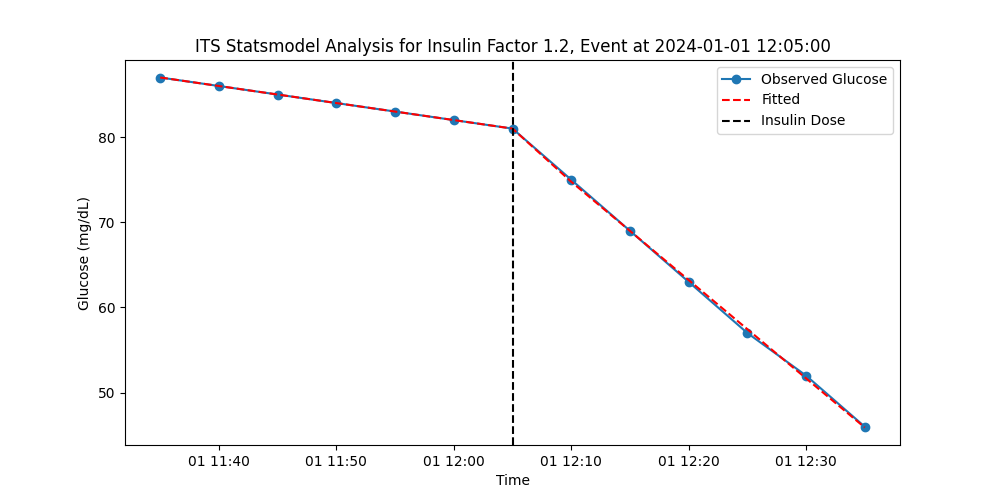 ITS Statsmodel Analysis for Insulin Factor 1.2, Event at 2024-01-01 12:05:00
Observed Glucose
Fitted
Insulin Dose
Glucose (mg/dL)
80
70
60
50
01 11:40 01 11:50 01 12:00 01 12:10 01 12:20 01 12:30
Time